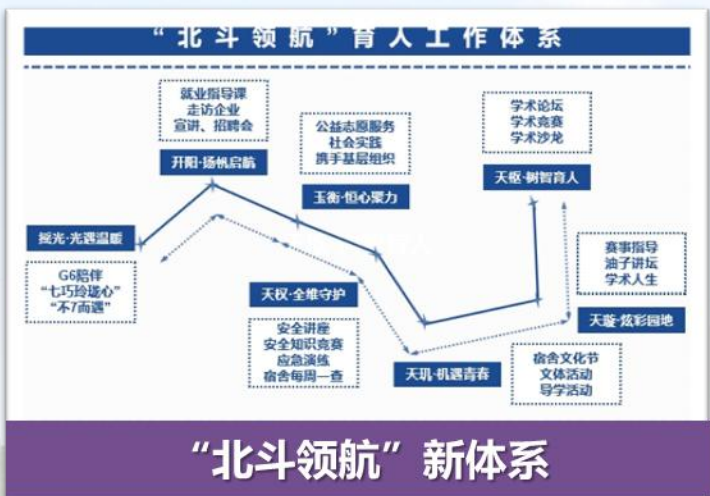 “北斗领航”育人工作体系
就业指导课
走访企业
宣讲、招聘会
开阳·扬帆启航
公益志愿服务
社会实践
携手基层组织
玉衡·恒心聚力
学术论坛
学术竞赛
学术沙龙
天枢·树智育人
摇光·光遇温暖
G6陪伴
“七巧玲珑心”
“不7而遇”
天权·全维守护
安全讲座
安全知识竞赛
应急演练
宿舍每周一查
赛事指导
油子讲坛
学术人生
天璇·炫彩园地
天玑·机遇青春
宿舍文化节
文体活动
导学活动
“北斗领航”新体系